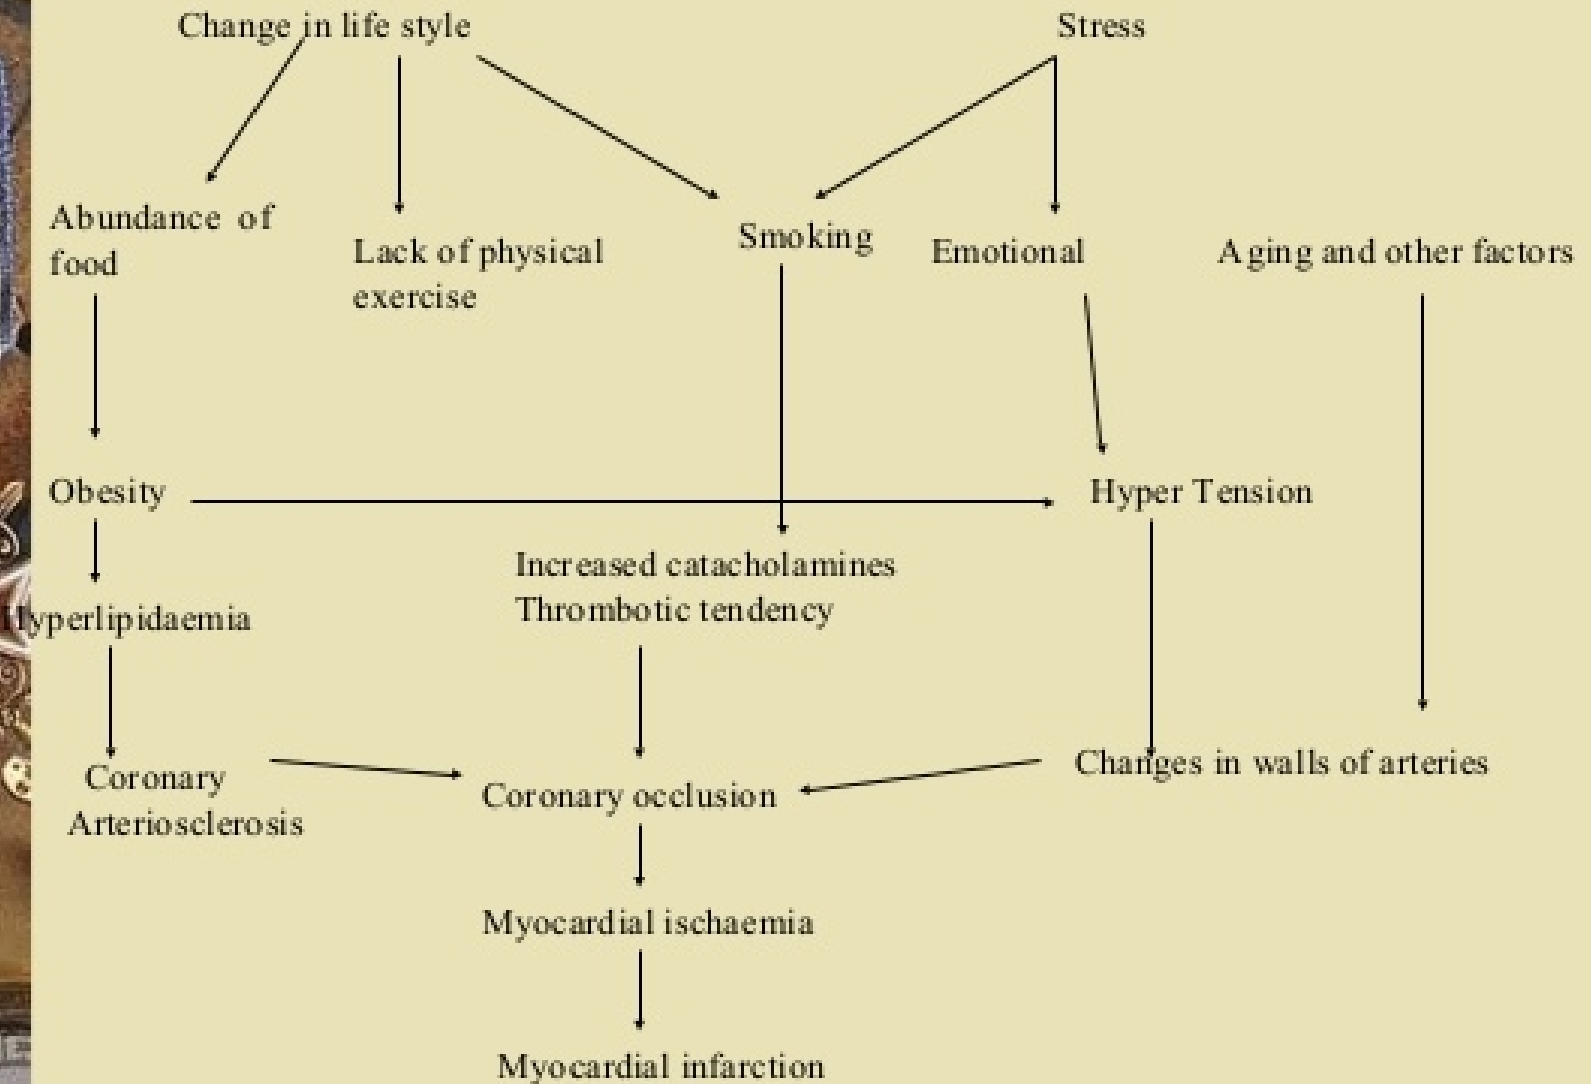 Change in life style
Stress
Abundance of
food
Lack of physical
exercise
Smoking
Emotional
Aging and other factors
Obesity
Hyper Tension
Increased catacholamines
Thrombotic tendency
Hyperlipidaemia
Coronary
Arteriosclerosis
Coronary occlusion
Changes in walls of arteries
Myocardial ischaemia
Myocardial infarction